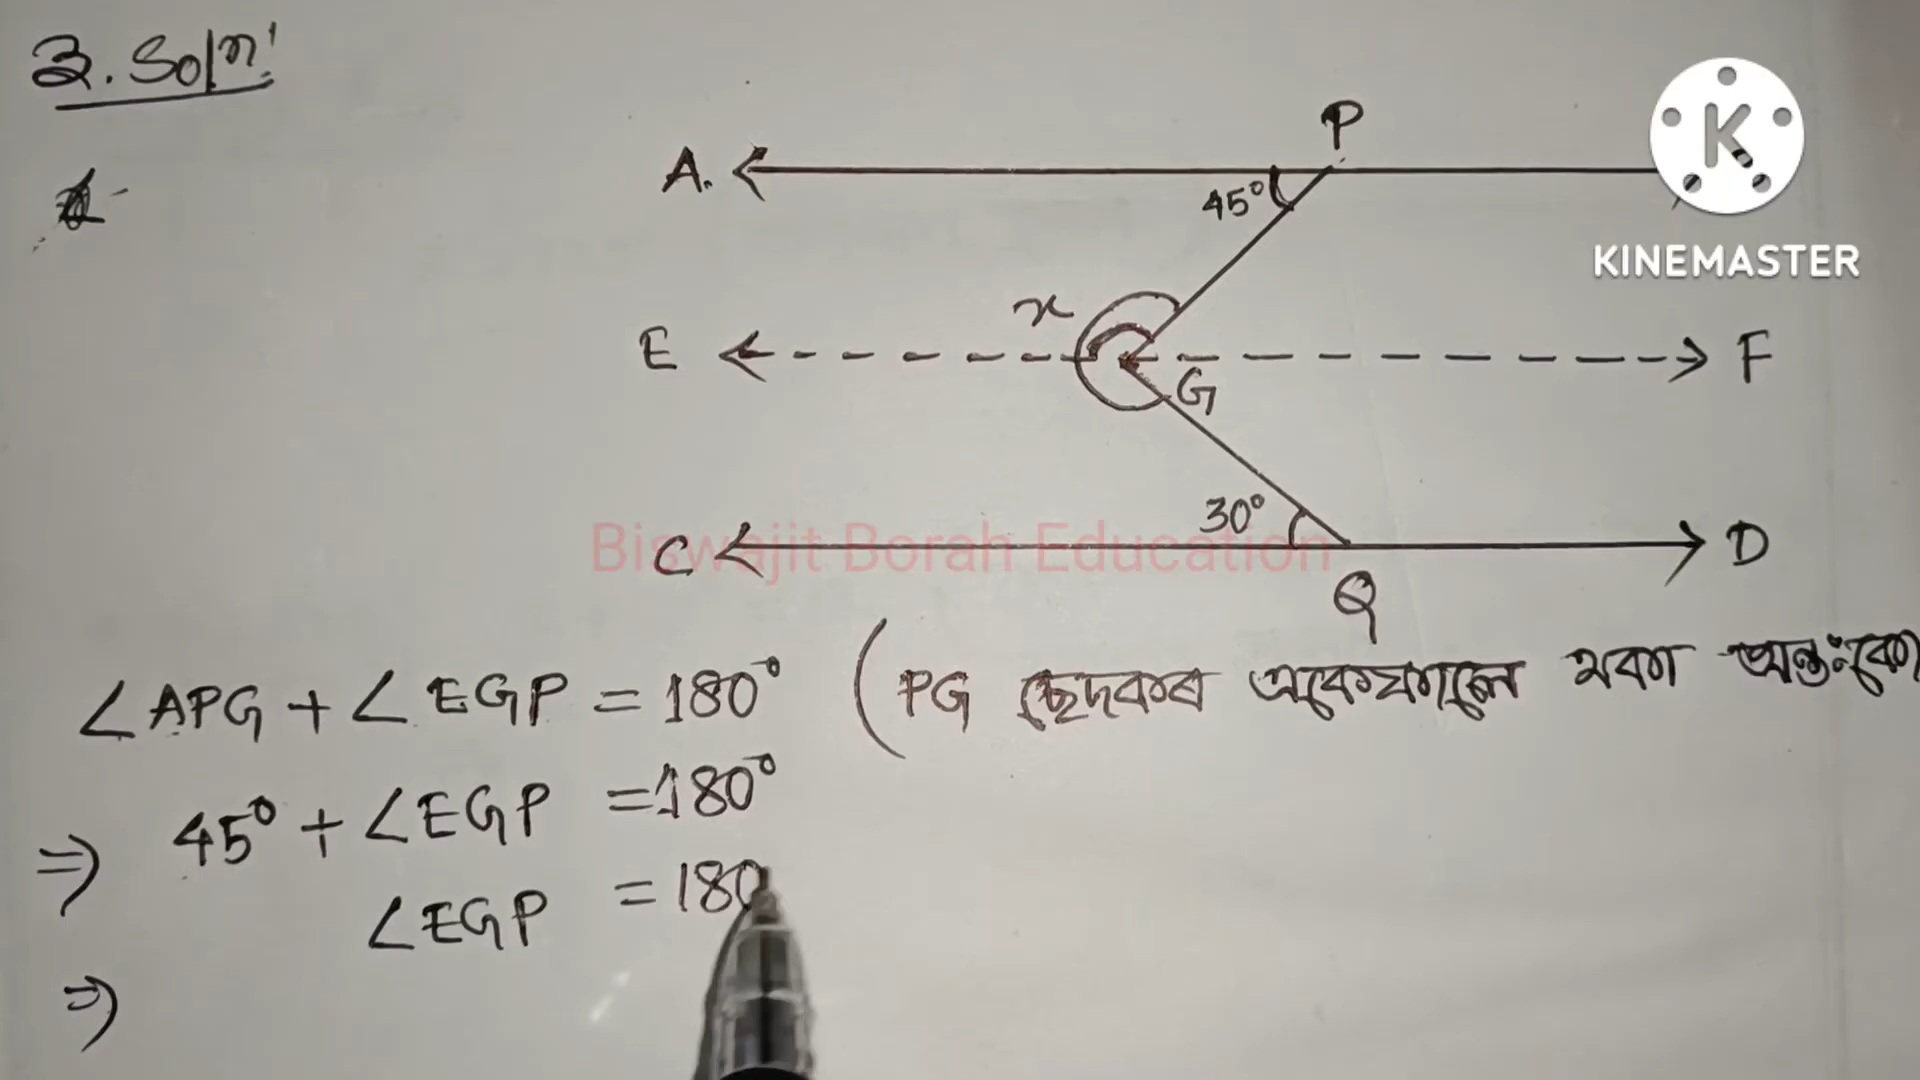 2. Solnː
P
A.
45°
KINEMASTER
x
E
F
G
30°
Biswajit Borah Education
C
D
Q
∠APG + ∠EGP = 180° (PG ছেদকৰ একেফালে থকা অন্তঃকো
⇒ 45° + ∠EGP = 180°
∠EGP = 180
⇒